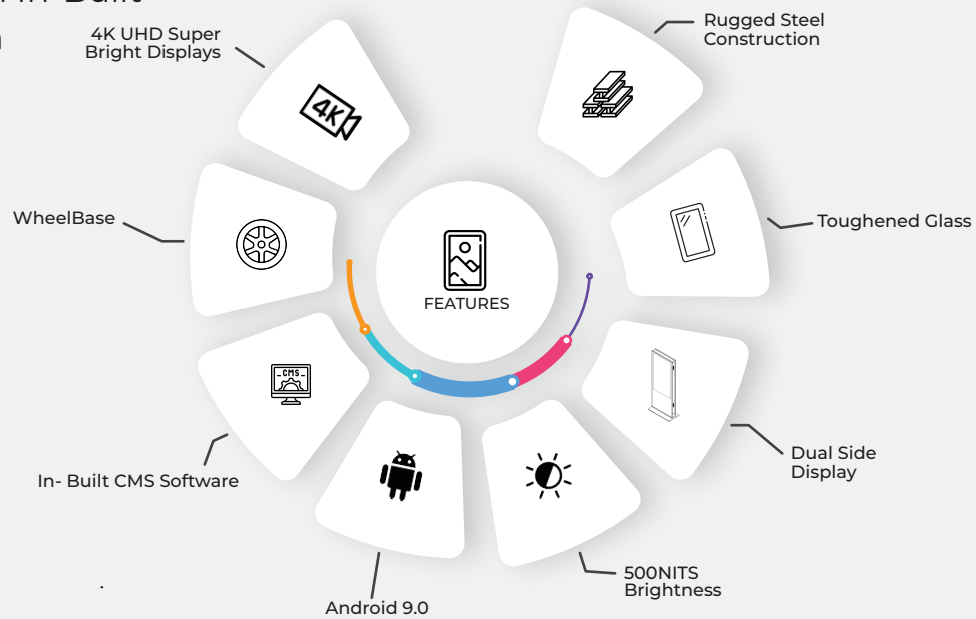 4K UHD Super
Bright Displays
Rugged Steel
Construction
4K
WheelBase
Toughened Glass
FEATURES
CMS
In- Built CMS Software
Dual Side
Display
500NITS
Brightness
Android 9.0